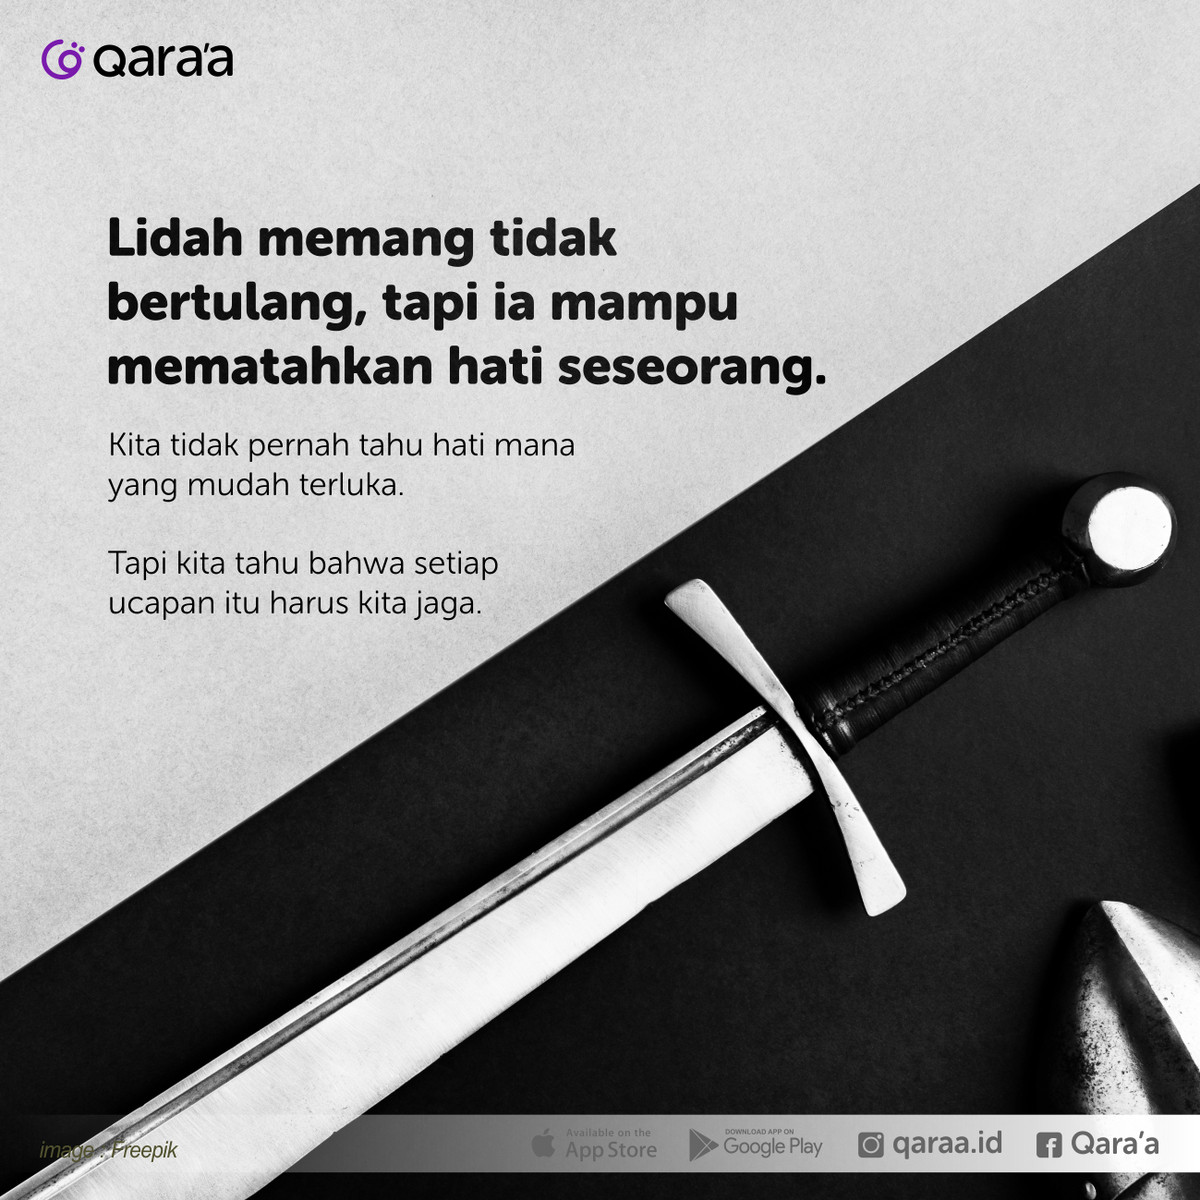 Qara'a
Lidah memang tidak
bertulang, tapi ia mampu
mematahkan hati seseorang.
Kita tidak pernah tahu hati mana
yang mudah terluka.
Tapi kita tahu bahwa setiap
ucapan itu harus kita jaga.
image : Freepik
Available on the
App Store
DOWNLOAD APP ON
Google Play
qaraa.id
Qara'a